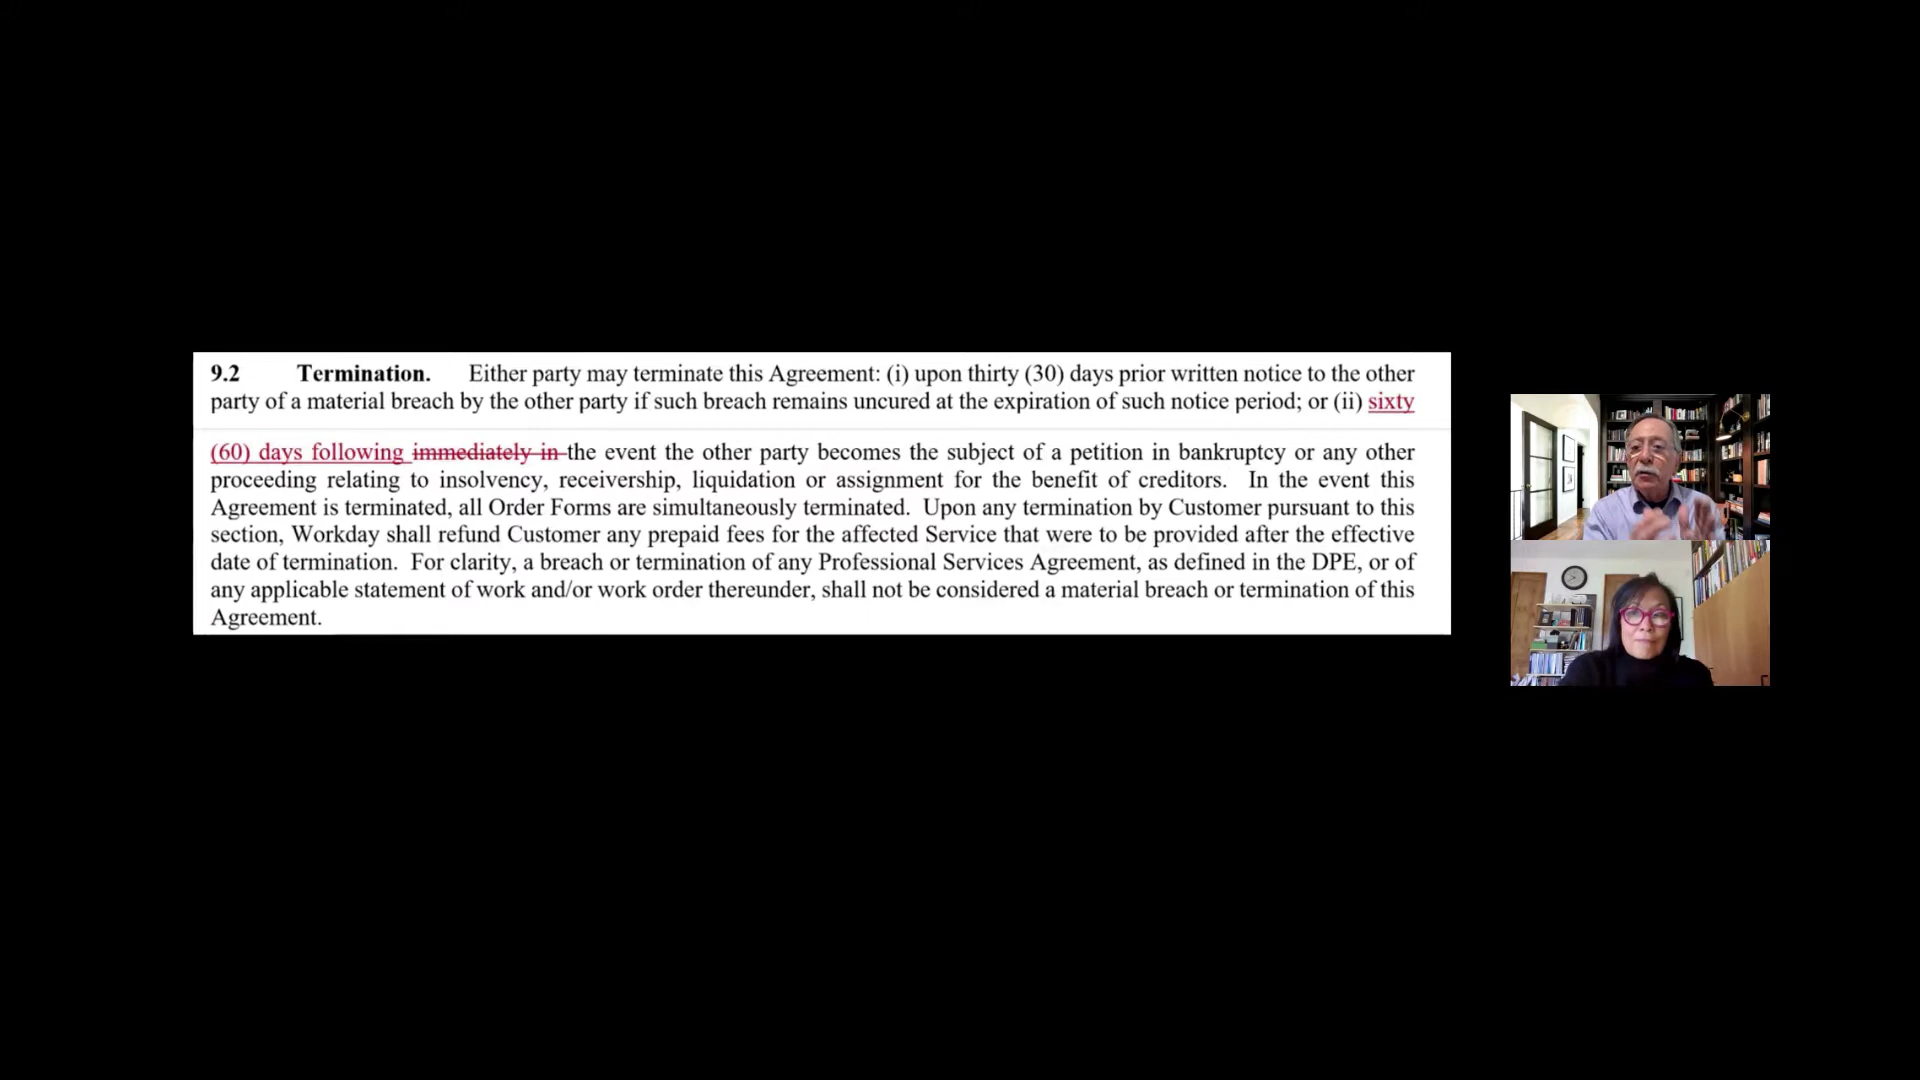 9.2 Termination. Either party may terminate this Agreement: (i) upon thirty (30) days prior written notice to the other
party of a material breach by the other party if such breach remains uncured at the expiration of such notice period; or (ii) sixty
(60) days following immediately in the event the other party becomes the subject of a petition in bankruptcy or any other
proceeding relating to insolvency, receivership, liquidation or assignment for the benefit of creditors. In the event this
Agreement is terminated, all Order Forms are simultaneously terminated. Upon any termination by Customer pursuant to this
section, Workday shall refund Customer any prepaid fees for the affected Service that were to be provided after the effective
date of termination. For clarity, a breach or termination of any Professional Services Agreement, as defined in the DPE, or of
any applicable statement of work and/or work order thereunder, shall not be considered a material breach or termination of this
Agreement.